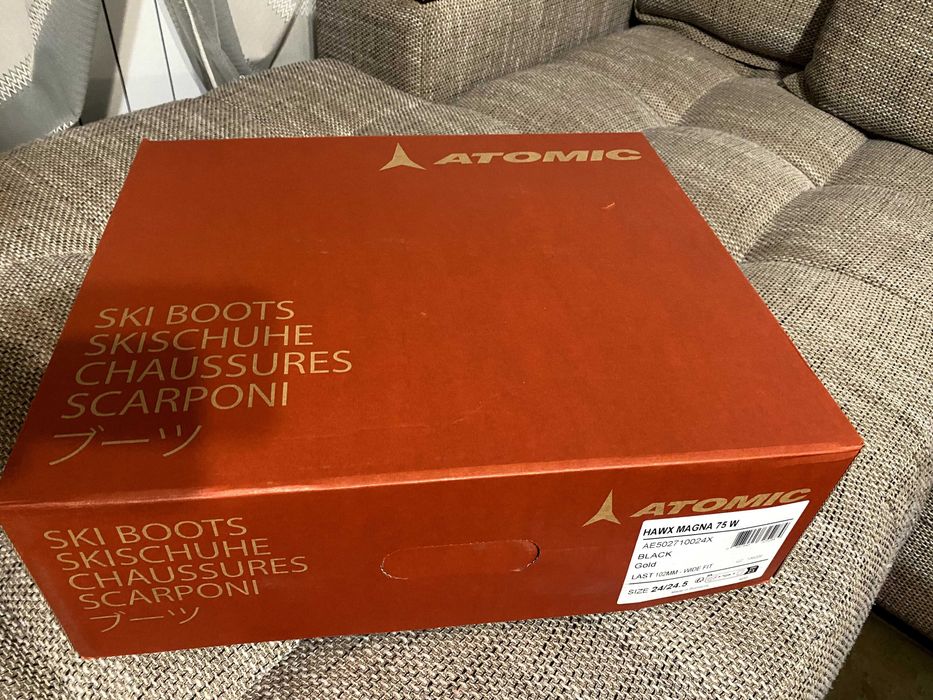 ATOMIC
SKI BOOTS
SKISCHUHE
CHAUSSURES
SCARPONI
ブーツ
ATOMIC
SKI BOOTS
SKISCHUHE
CHAUSSURES
SCARPONI
ブーツ
HAWX MAGNA 75 W
AE502710024X
BLACK
Gold
LAST 102MM - WIDE FIT
SIZE 24/24.5